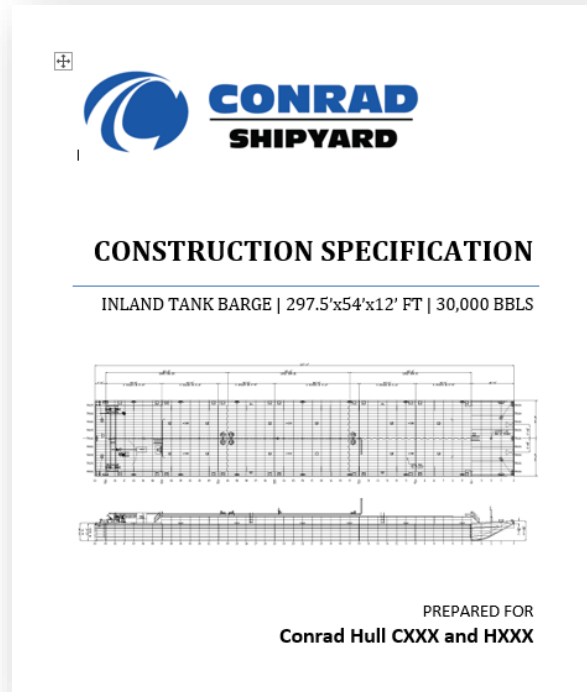 CONRAD
SHIPYARD
CONSTRUCTION SPECIFICATION
INLAND TANK BARGE | 297.5'x54'x12' FT | 30,000 BBLS
PREPARED FOR
Conrad Hull CXXX and HXXX